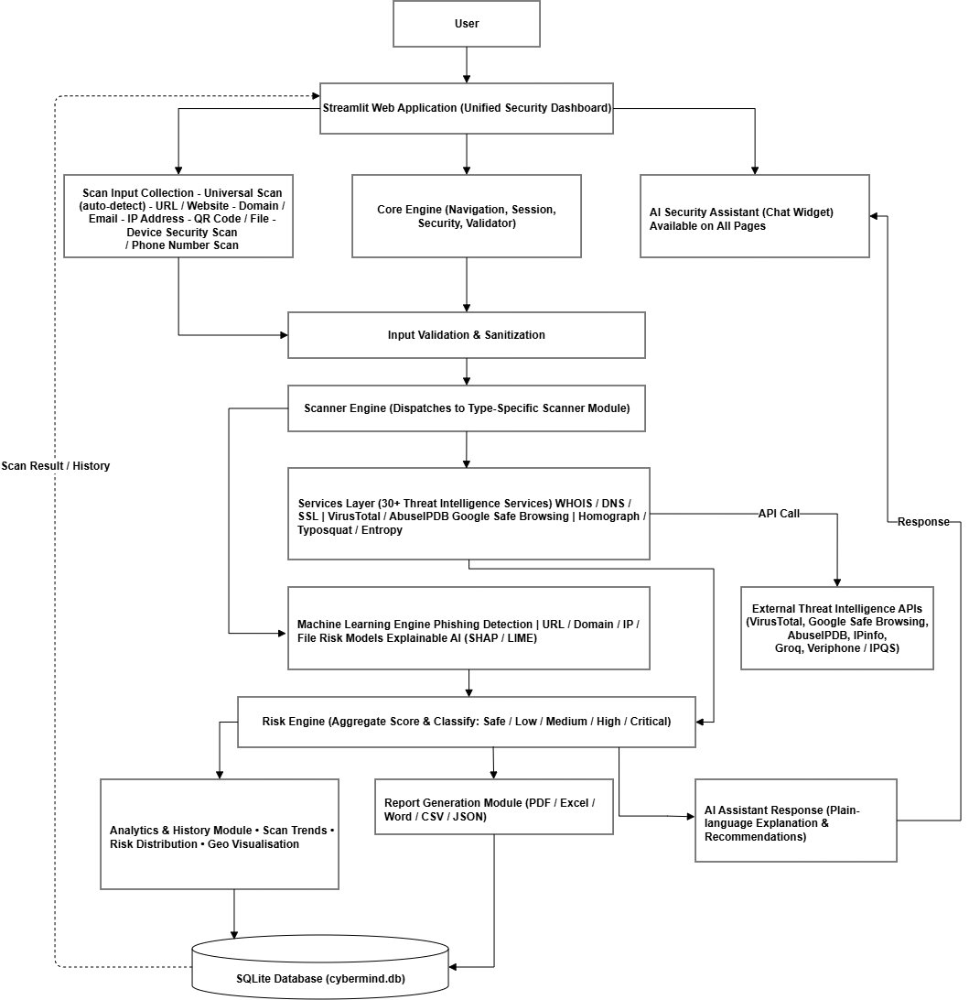 User
Streamlit Web Application (Unified Security Dashboard)
Scan Input Collection - Universal Scan
(auto-detect) - URL / Website - Domain /
Email - IP Address - QR Code / File -
Device Security Scan
/ Phone Number Scan
Core Engine (Navigation, Session,
Security, Validator)
AI Security Assistant (Chat Widget)
Available on All Pages
Input Validation & Sanitization
Scanner Engine (Dispatches to Type-Specific Scanner Module)
Scan Result / History
Services Layer (30+ Threat Intelligence Services) WHOIS / DNS /
SSL | VirusTotal / AbuseIPDB Google Safe Browsing | Homograph /
Typosquat / Entropy
API Call
Response
External Threat Intelligence APIs
(VirusTotal, Google Safe Browsing,
AbuseIPDB, IPinfo,
Groq, Veriphone / IPQS)
Machine Learning Engine Phishing Detection | URL / Domain / IP /
File Risk Models Explainable AI (SHAP / LIME)
Risk Engine (Aggregate Score & Classify: Safe / Low / Medium / High / Critical)
Analytics & History Module • Scan Trends •
Risk Distribution • Geo Visualisation
Report Generation Module (PDF / Excel /
Word / CSV / JSON)
AI Assistant Response (Plain-
language Explanation &
Recommendations)
SQLite Database (cybermind.db)